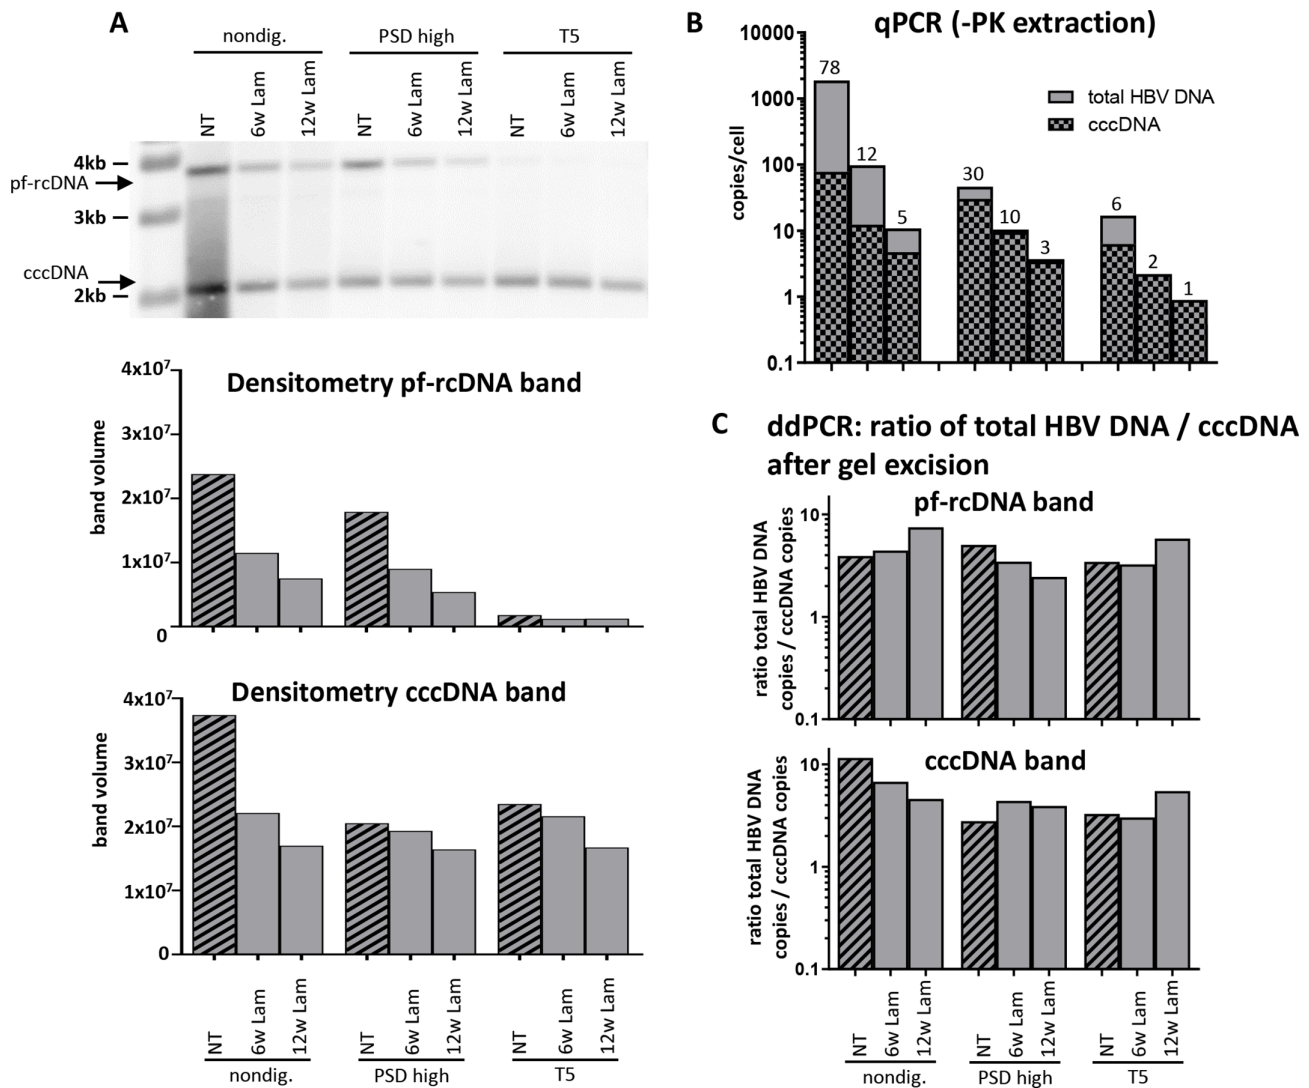 A
nondig. PSD high T5
NT 6w Lam 12w Lam NT 6w Lam 12w Lam NT 6w Lam 12w Lam
4kb
pf-rcDNA
3kb
cccDNA
2kb
Densitometry pf-rcDNA band
band volume
4x10⁷
3x10⁷
2x10⁷
1x10⁷
0
Densitometry cccDNA band
band volume
4x10⁷
3x10⁷
2x10⁷
1x10⁷
0
NT 6w Lam 12w Lam NT 6w Lam 12w Lam NT 6w Lam 12w Lam
nondig. PSD high T5
B
qPCR (-PK extraction)
copies/cell
10000
1000
100
10
1
0.1
78 12 5 30 10 3 6 2 1
total HBV DNA
cccDNA
C
ddPCR: ratio of total HBV DNA / cccDNA
after gel excision
pf-rcDNA band
ratio total HBV DNA
copies / cccDNA copies
10
1
0.1
cccDNA band
ratio total HBV DNA
copies / cccDNA copies
10
1
0.1
NT 6w Lam 12w Lam NT 6w Lam 12w Lam NT 6w Lam 12w Lam
nondig. PSD high T5